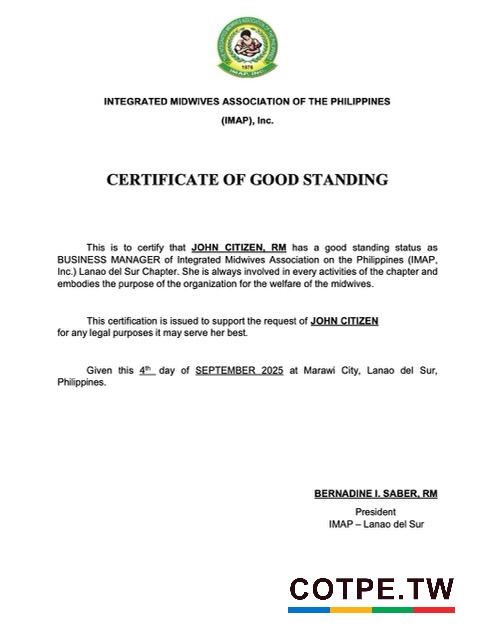 INTEGRATED MIDWIVES ASSOCIATION OF THE PHILIPPINES
IMAP, INC.
1974
INTEGRATED MIDWIVES ASSOCIATION OF THE PHILIPPINES
(IMAP), Inc.
CERTIFICATE OF GOOD STANDING
This is to certify that JOHN CITIZEN, RM has a good standing status as
BUSINESS MANAGER of Integrated Midwives Association on the Philippines (IMAP,
Inc.) Lanao del Sur Chapter. She is always involved in every activities of the chapter and
embodies the purpose of the organization for the welfare of the midwives.
This certification is issued to support the request of JOHN CITIZEN
for any legal purposes it may serve her best.
Given this 4th day of SEPTEMBER 2025 at Marawi City, Lanao del Sur,
Philippines.
BERNADINE I. SABER, RM
President
IMAP – Lanao del Sur
COTPE.TW